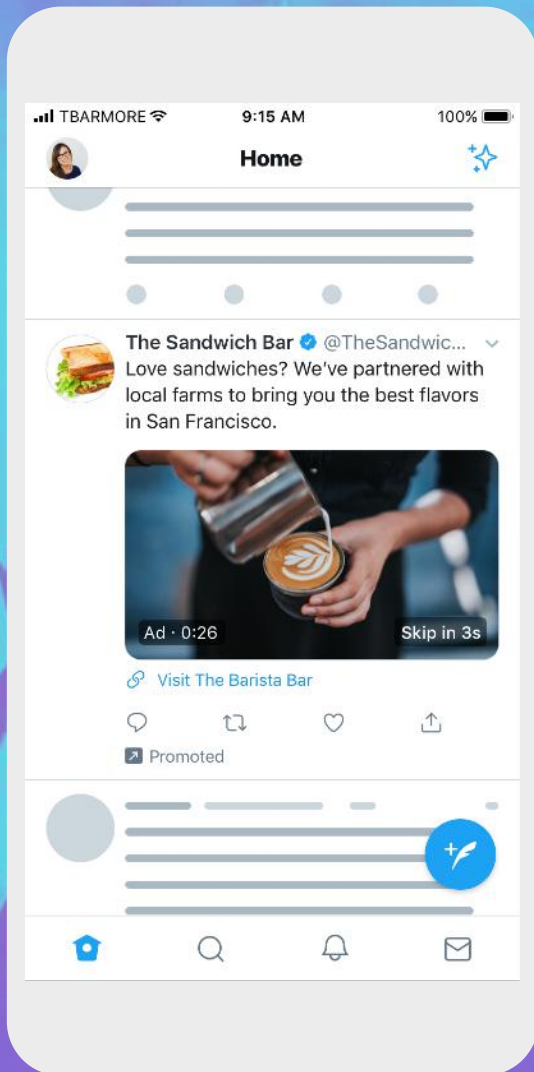 TBARMORE 9:15 AM 100%
Home
The Sandwich Bar @TheSandwic...
Love sandwiches? We've partnered with
local farms to bring you the best flavors
in San Francisco.
Ad · 0:26 Skip in 3s
Visit The Barista Bar
Promoted